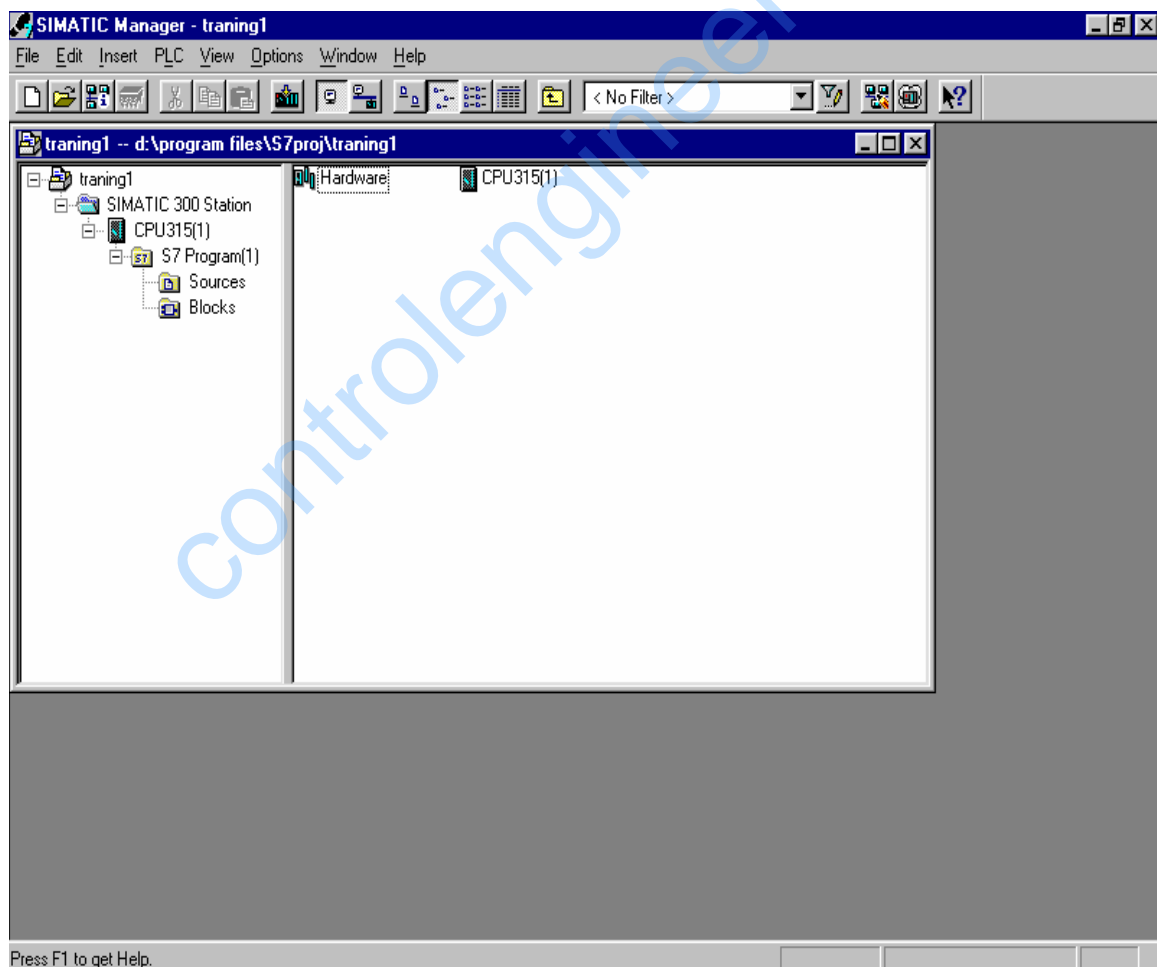 SIMATIC Manager - traning1
File Edit Insert PLC View Options Window Help
< No Filter >
traning1 -- d:\program files\S7proj\traning1
traning1
SIMATIC 300 Station
CPU315(1)
S7 Program(1)
Sources
Blocks
Hardware
CPU315(1)
controlengineer
Press F1 to get Help.